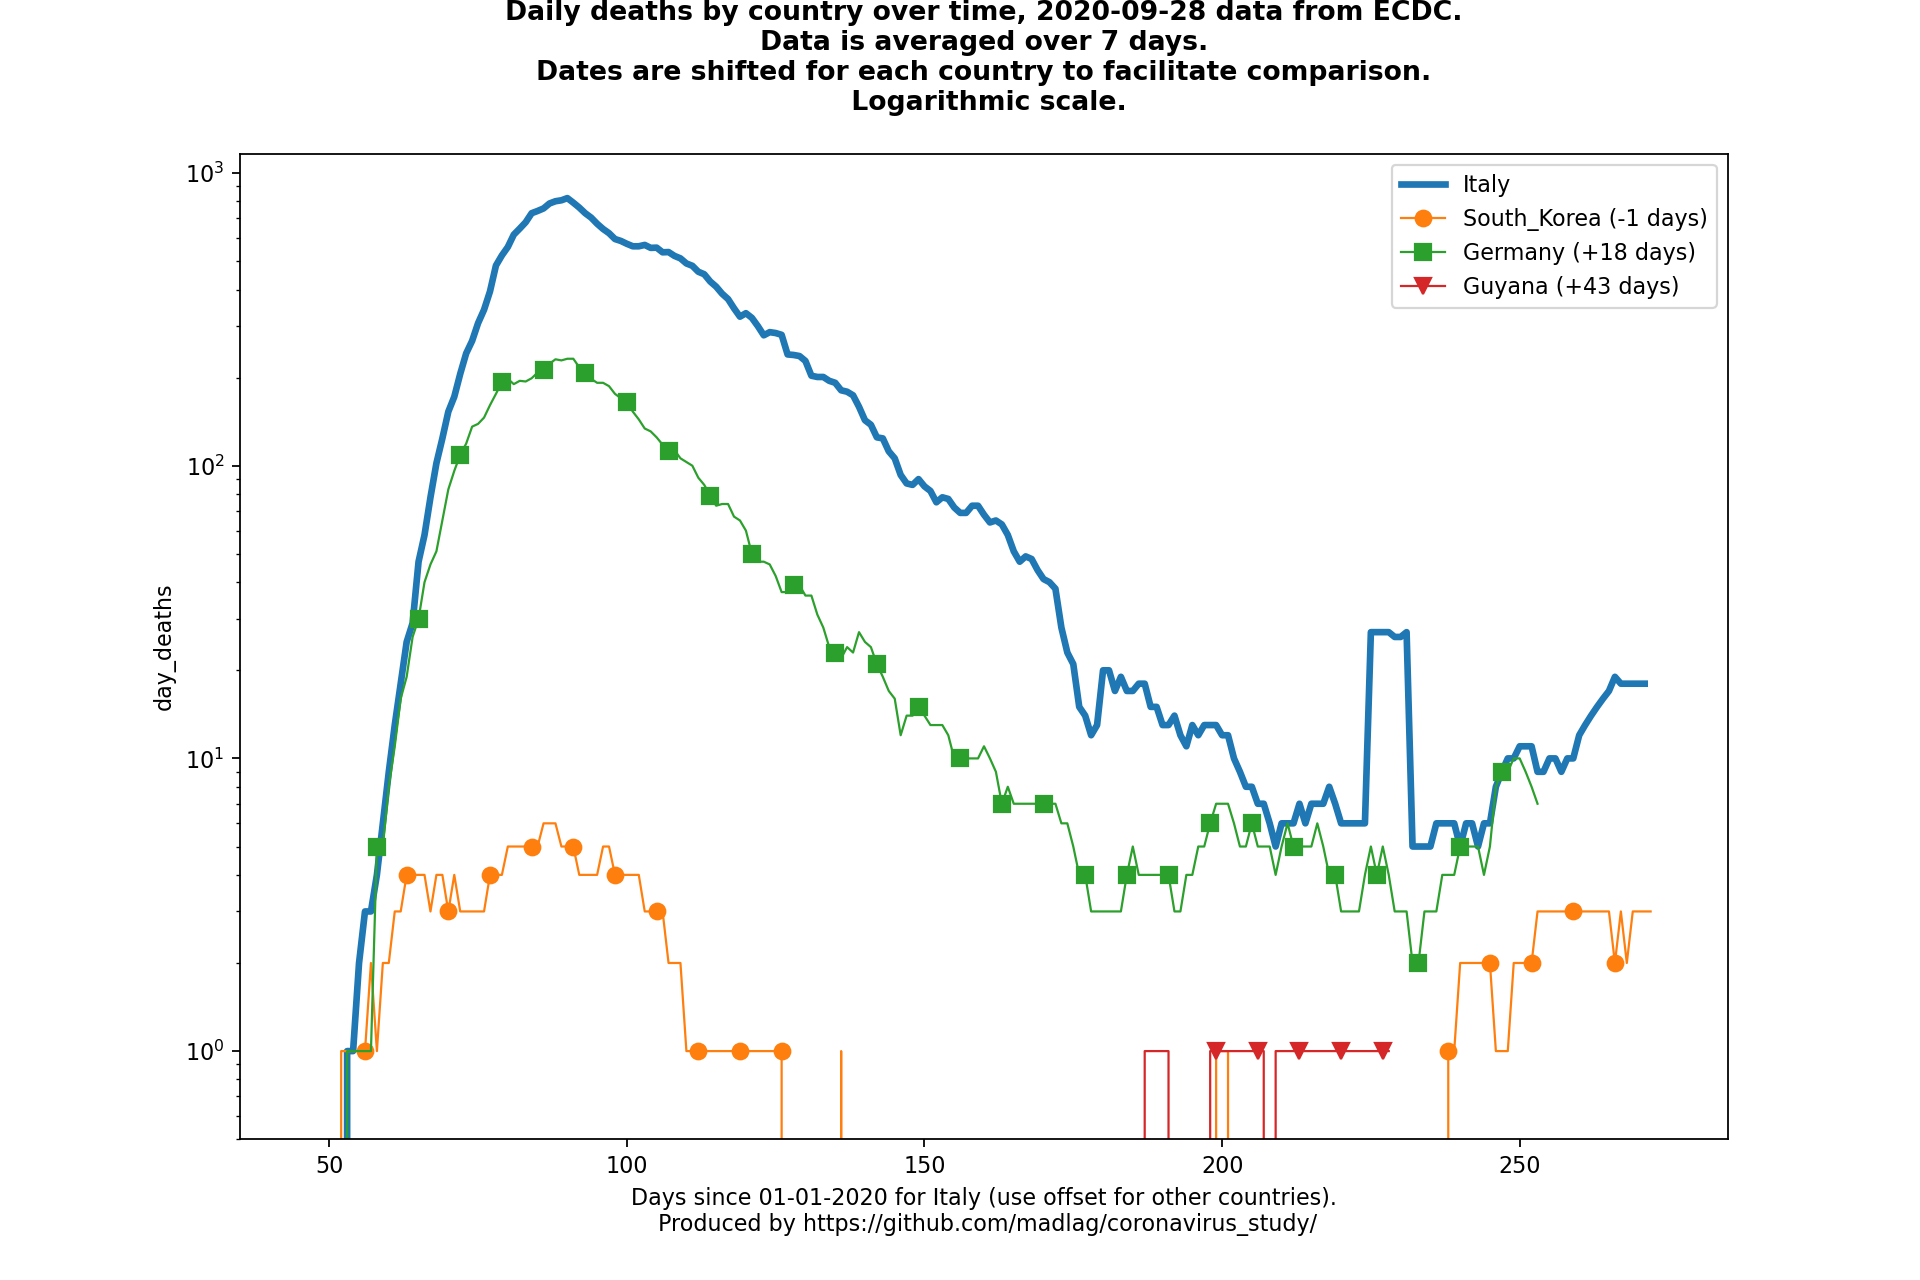 Daily deaths by country over time, 2020-09-28 data from ECDC.
Data is averaged over 7 days.
Dates are shifted for each country to facilitate comparison.
Logarithmic scale.
10³
10²
10¹
10⁰
day_deaths
Italy
South_Korea (-1 days)
Germany (+18 days)
Guyana (+43 days)
50 100 150 200 250
Days since 01-01-2020 for Italy (use offset for other countries).
Produced by https://github.com/madlag/coronavirus_study/